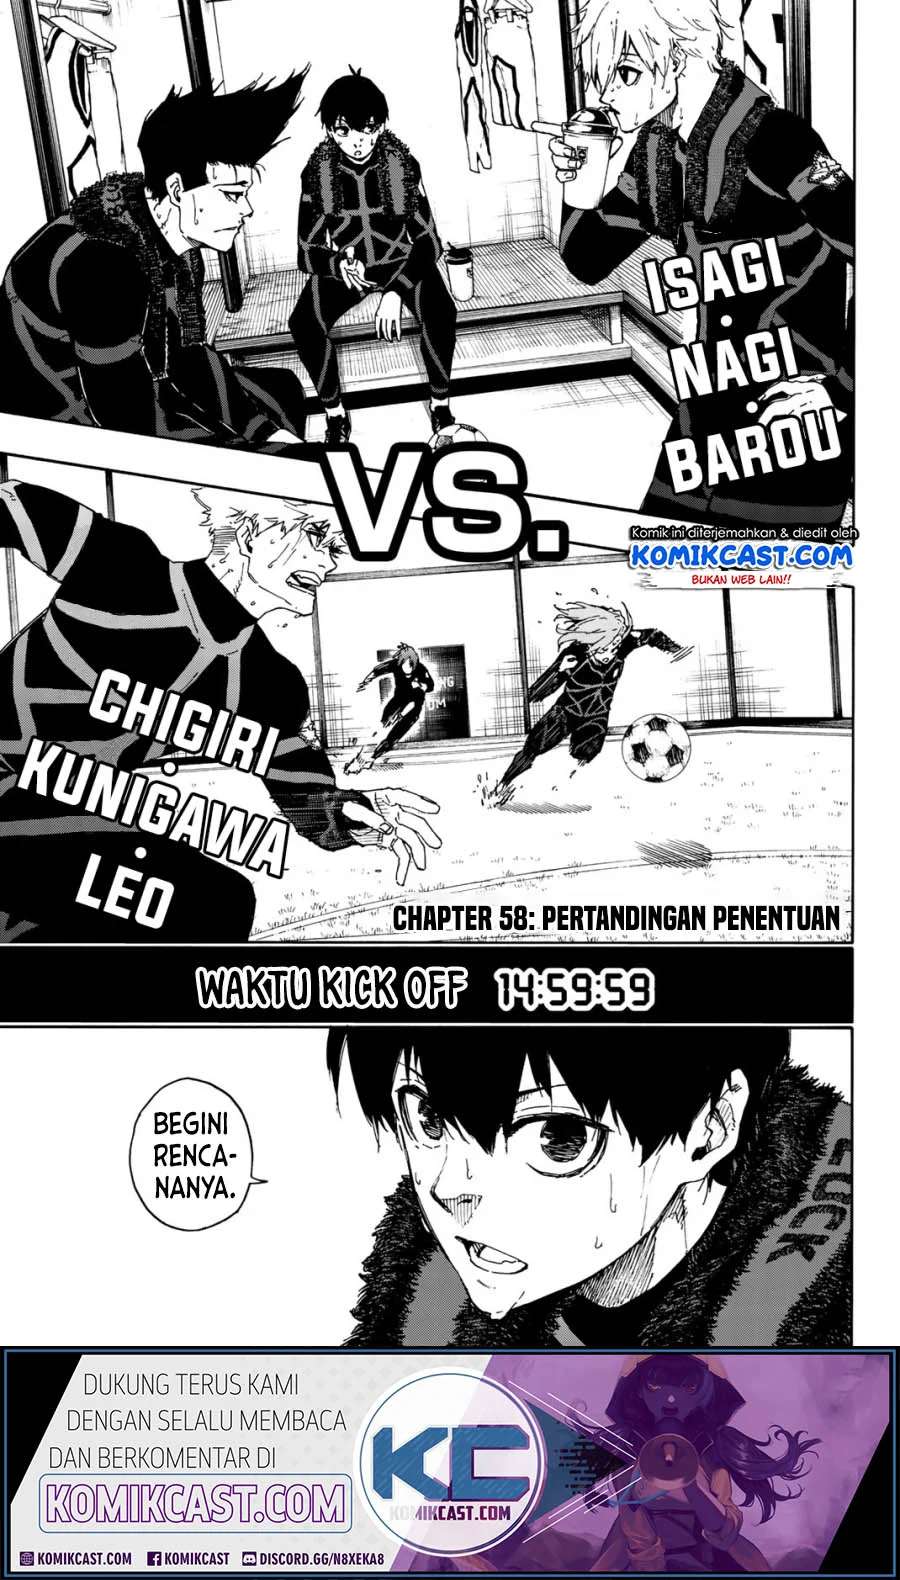 ISAGI
·
NAGI
·
BAROU
VS.
Komik ini diterjemahkan & diedit oleh
KOMIKCAST.COM
BUKAN WEB LAIN!!
CHIGIRI
·
KUNIGAWA
·
LEO
CHAPTER 58: PERTANDINGAN PENENTUAN
WAKTU KICK OFF 14:59:59
BEGINI
RENCA-
NANYA.
DUKUNG TERUS KAMI
DENGAN SELALU MEMBACA
DAN BERKOMENTAR DI
KOMIKCAST.COM
KC
KOMIKCAST.COM
KOMIKCAST.COM KOMIKCAST DISCORD.GG/N8XEKA8